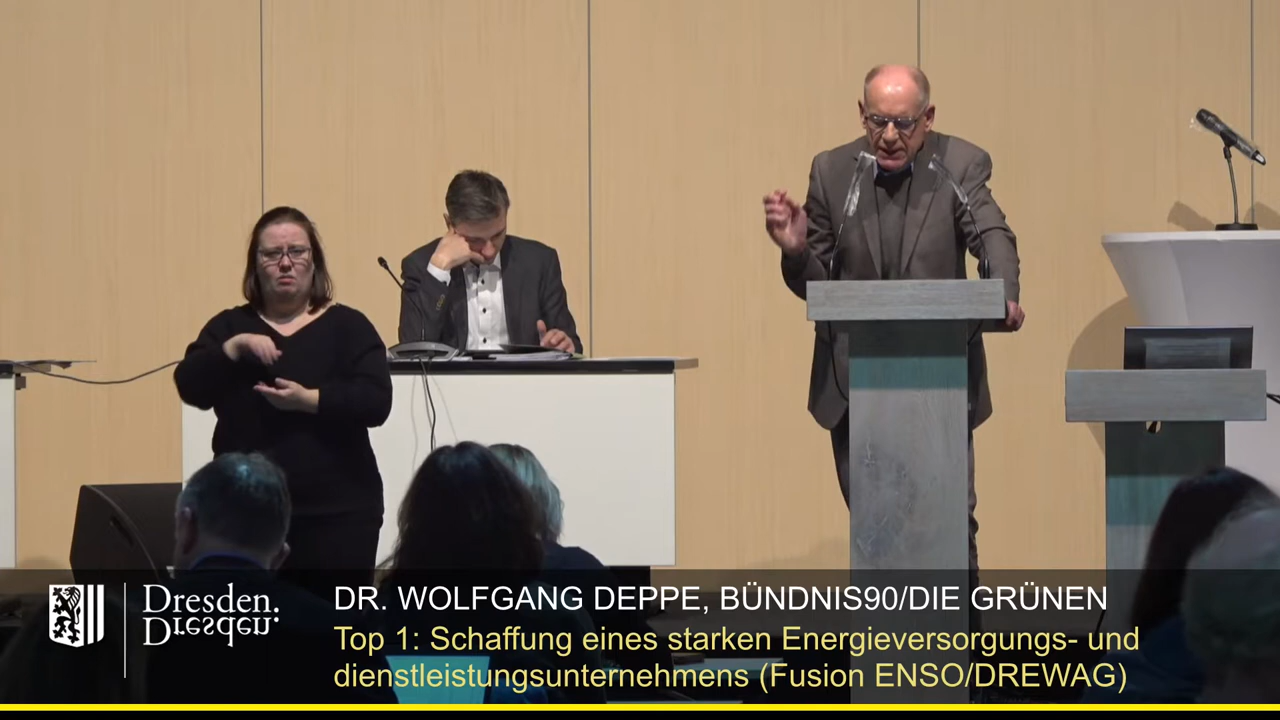 Dresden.
Dresden.
DR. WOLFGANG DEPPE, BÜNDNIS90/DIE GRÜNEN
Top 1: Schaffung eines starken Energieversorgungs- und
dienstleistungsunternehmens (Fusion ENSO/DREWAG)